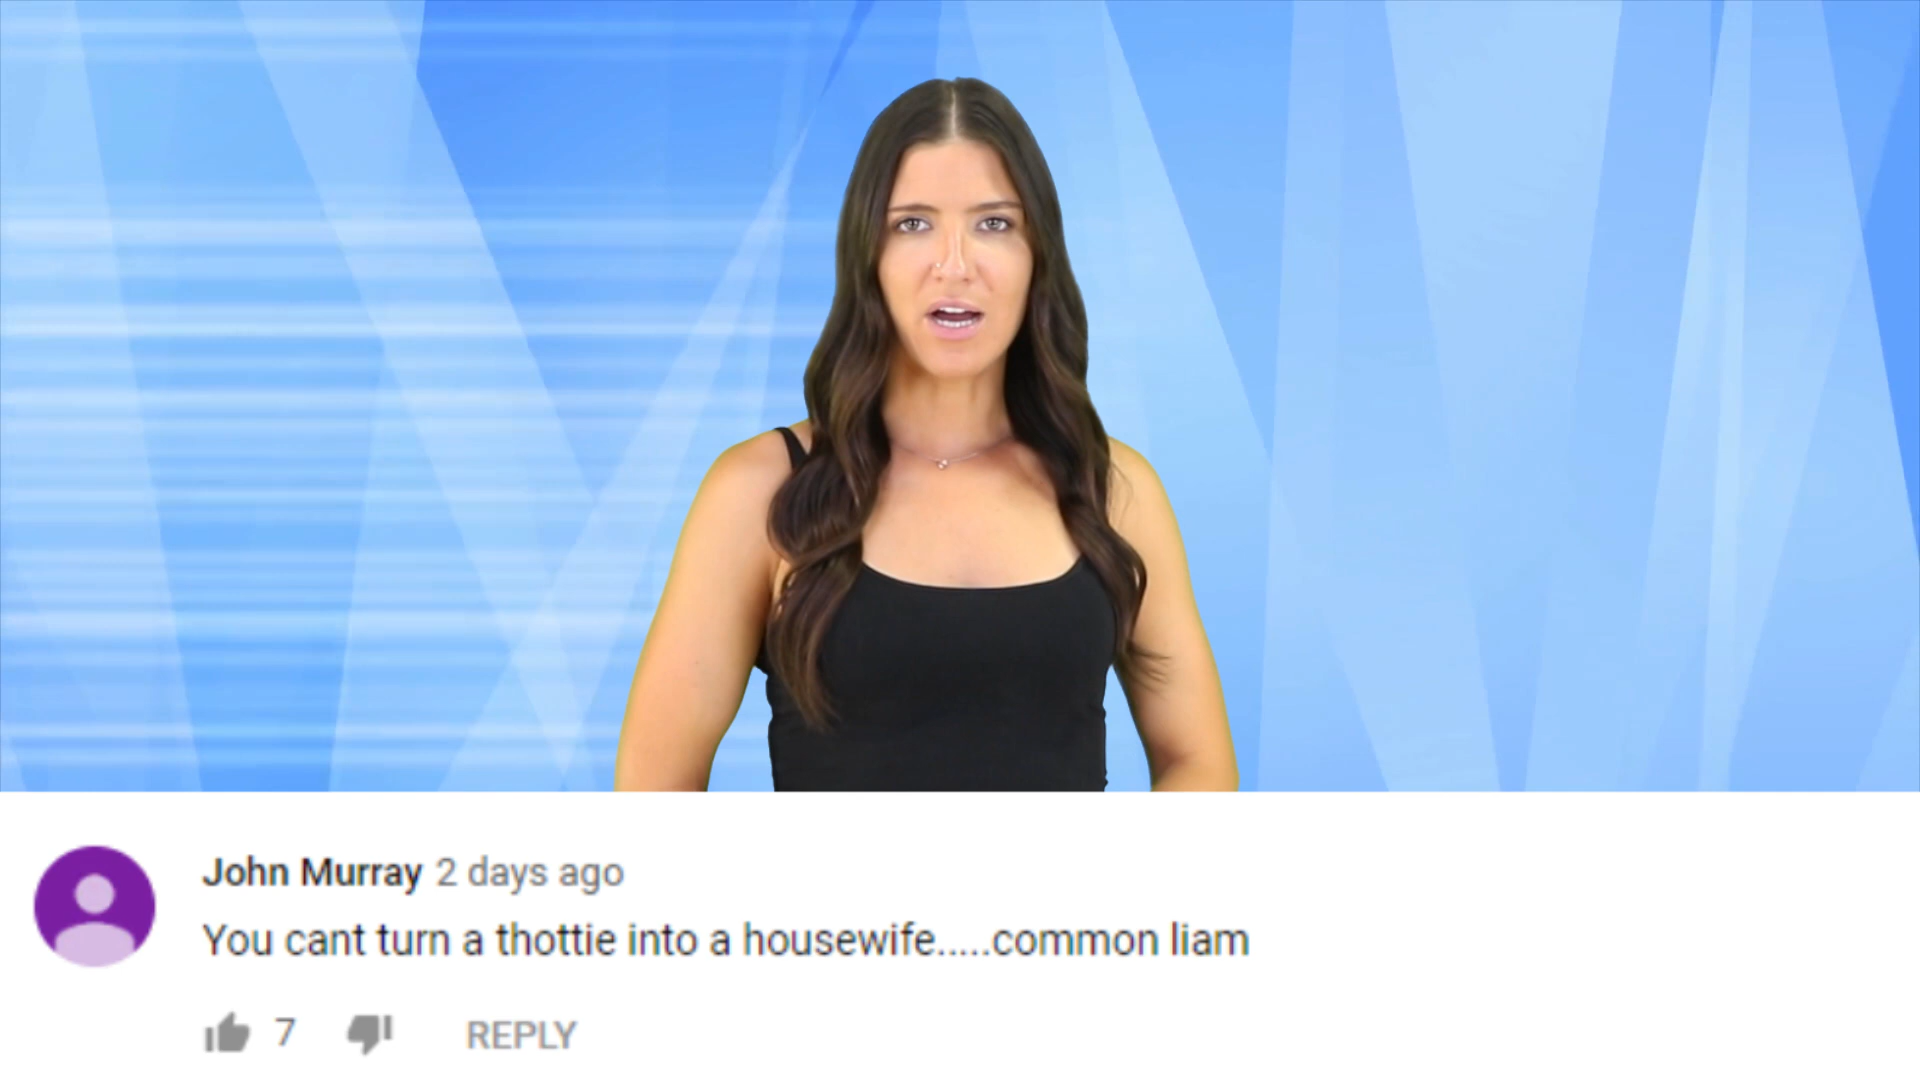 John Murray 2 days ago
You cant turn a thottie into a housewife.....common liam
7 REPLY